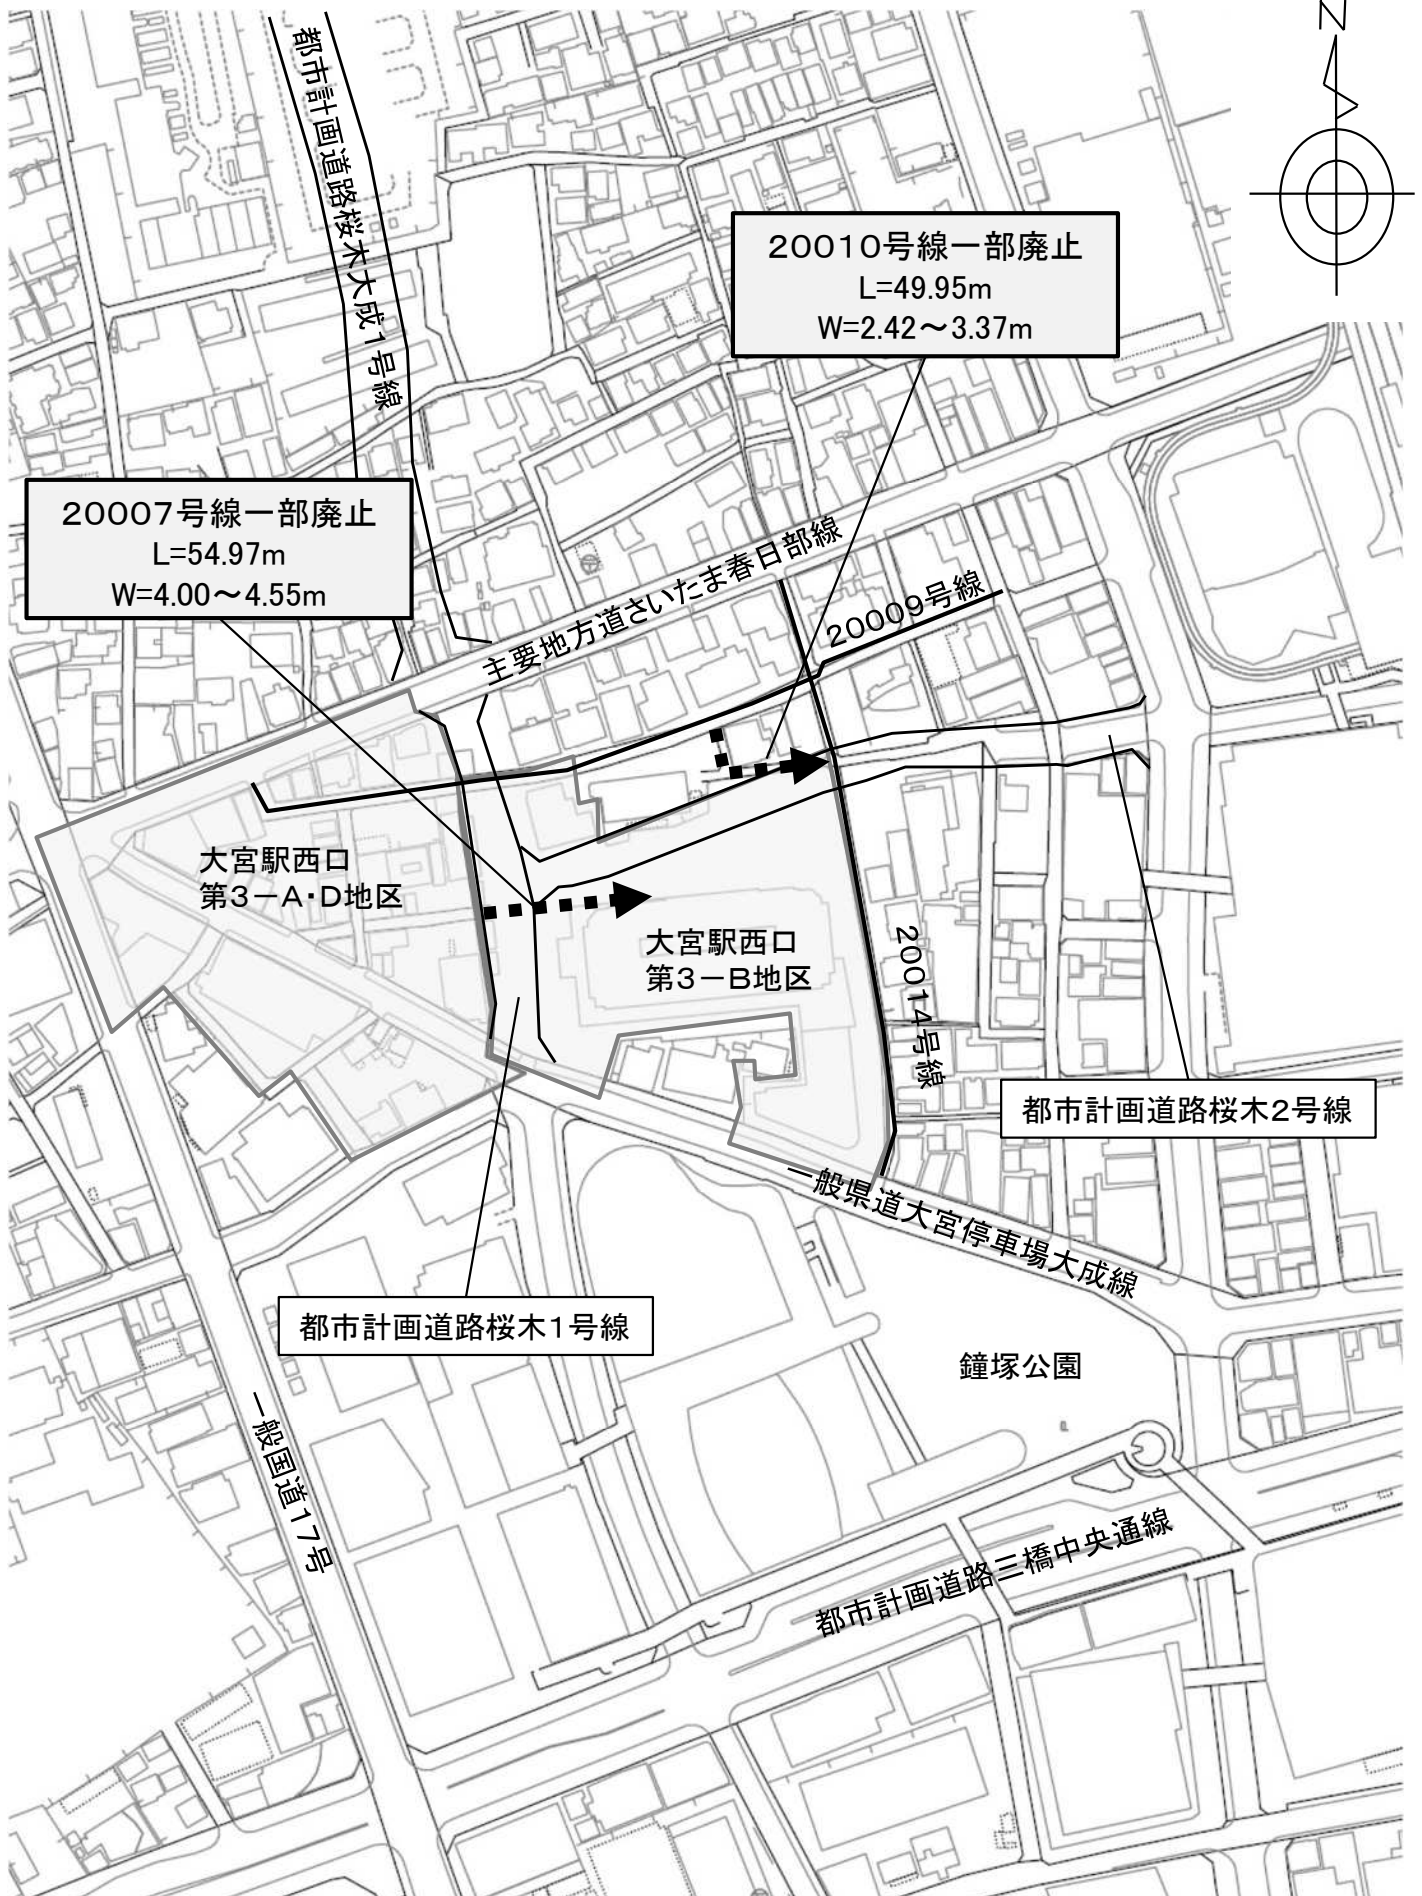 N
都市計画道路桜木大成1号線
20010号線一部廃止
L=49.95m
W=2.42～3.37m
20007号線一部廃止
L=54.97m
W=4.00～4.55m
主要地方道さいたま春日部線
20009号線
大宮駅西口
第3－A・D地区
大宮駅西口
第3－B地区
20014号線
都市計画道路桜木2号線
一般県道大宮停車場大成線
都市計画道路桜木1号線
鐘塚公園
一般国道17号
都市計画道路三橋中央通線